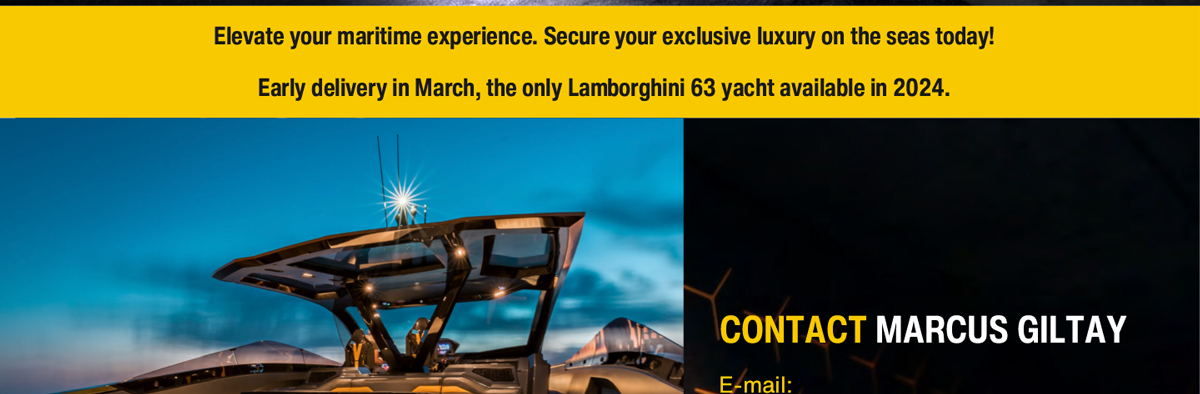 Elevate your maritime experience. Secure your exclusive luxury on the seas today!
Early delivery in March, the only Lamborghini 63 yacht available in 2024.
CONTACT MARCUS GILTAY
E-mail: